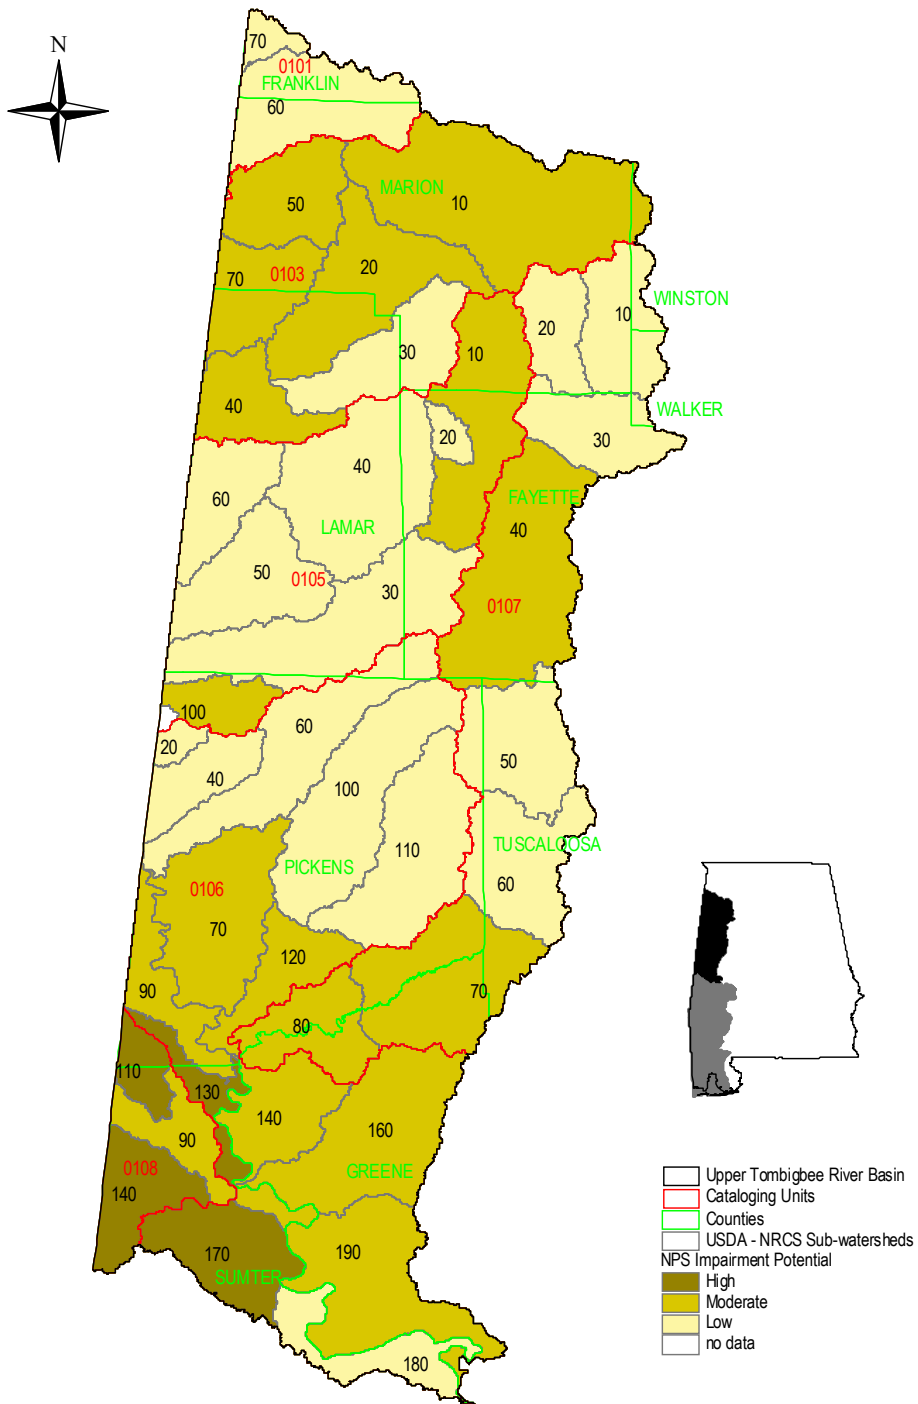 70
N
0101
FRANKLIN
60
MARION
50
10
20
0103
70
WINSTON
10
20
30
10
40
WALKER
20
30
40
60
FAYETTE
LAMAR
40
50
0105
30
0107
100
60
20
50
40
100
TUSCALOOSA
110
PICKENS
60
0106
70
120
90
70
80
110
130
140
160
90
0108
GREENE
140
170
190
SUMTER
180
Upper Tombigbee River Basin
Cataloging Units
Counties
USDA - NRCS Sub-watersheds
NPS Impairment Potential
High
Moderate
Low
no data